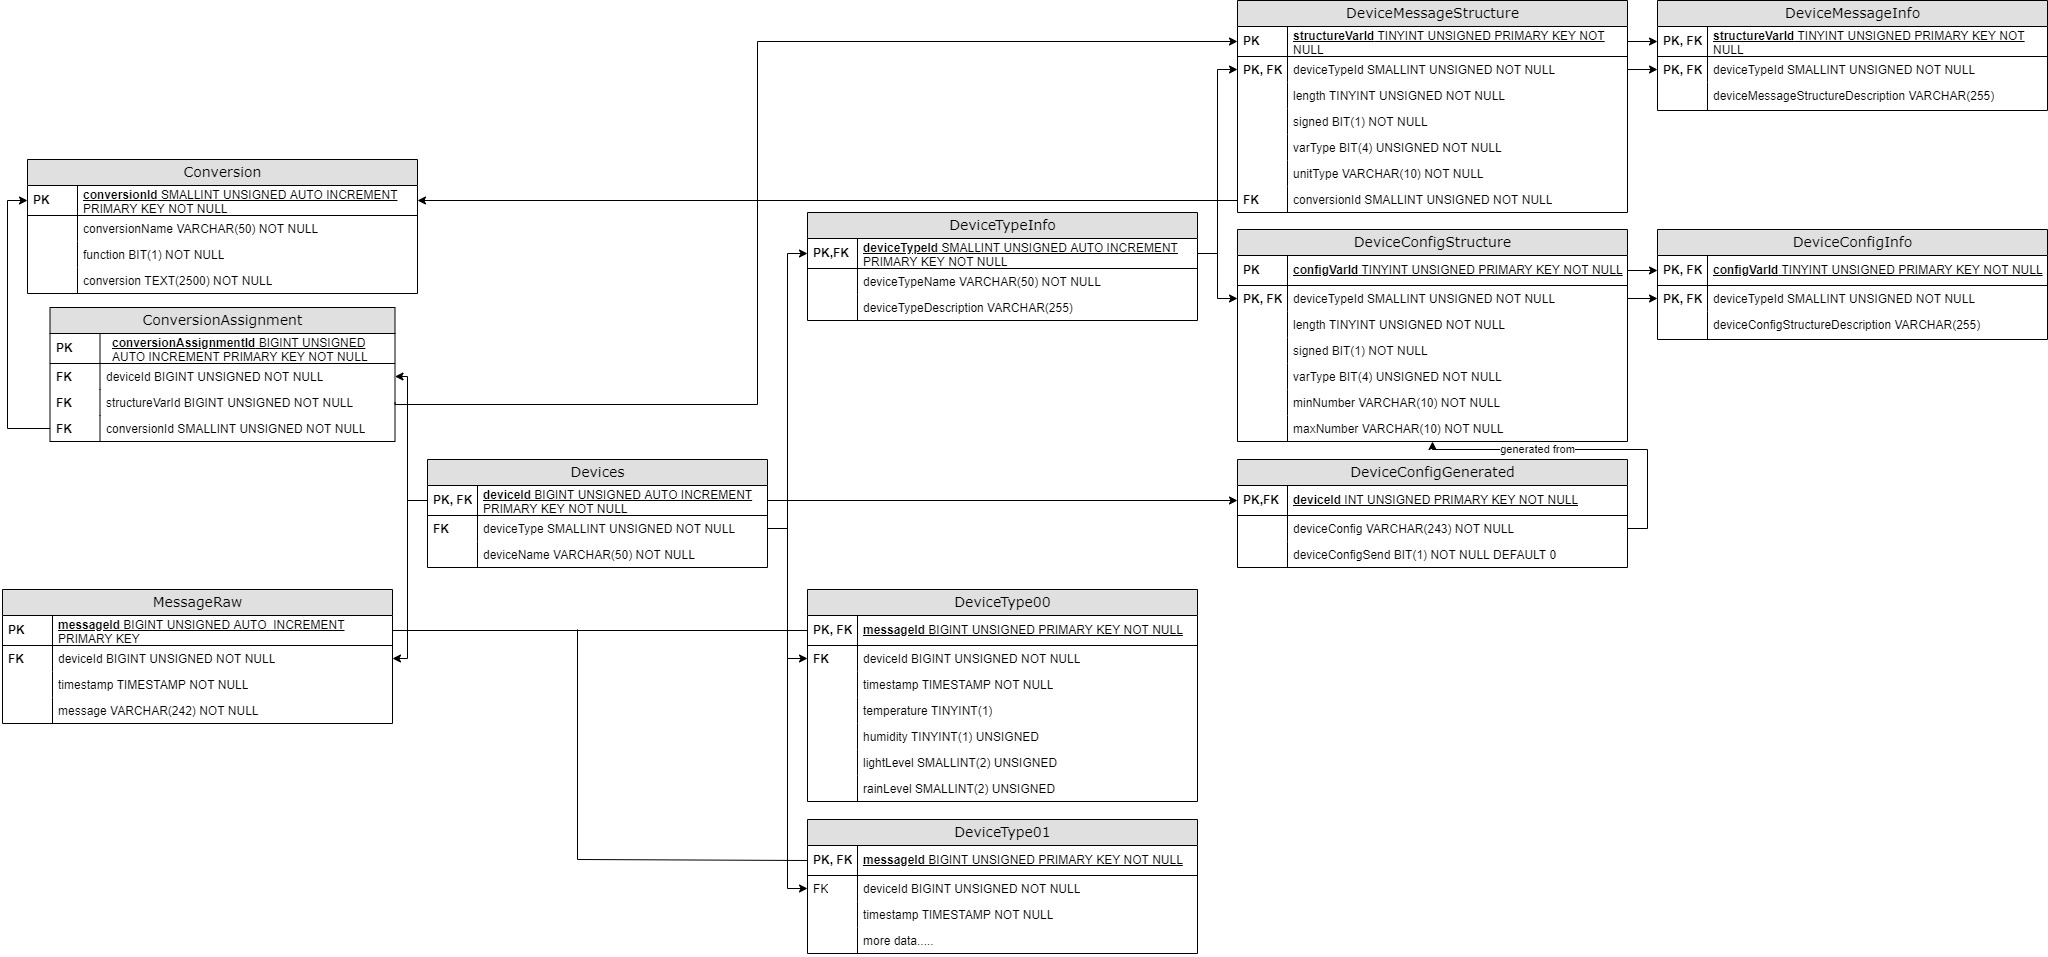 DeviceMessageStructure
PK
structureVarId TINYINT UNSIGNED PRIMARY KEY NOT
NULL
PK, FK
deviceTypeId SMALLINT UNSIGNED NOT NULL
length TINYINT UNSIGNED NOT NULL
signed BIT(1) NOT NULL
varType BIT(4) UNSIGNED NOT NULL
unitType VARCHAR(10) NOT NULL
FK
conversionId SMALLINT UNSIGNED NOT NULL
DeviceMessageInfo
PK, FK
structureVarId TINYINT UNSIGNED PRIMARY KEY NOT
NULL
PK, FK
deviceTypeId SMALLINT UNSIGNED NOT NULL
deviceMessageStructureDescription VARCHAR(255)
Conversion
PK
conversionId SMALLINT UNSIGNED AUTO INCREMENT
PRIMARY KEY NOT NULL
conversionName VARCHAR(50) NOT NULL
function BIT(1) NOT NULL
conversion TEXT(2500) NOT NULL
DeviceTypeInfo
PK,FK
deviceTypeId SMALLINT UNSIGNED AUTO INCREMENT
PRIMARY KEY NOT NULL
deviceTypeName VARCHAR(50) NOT NULL
deviceTypeDescription VARCHAR(255)
DeviceConfigStructure
PK
configVarId TINYINT UNSIGNED PRIMARY KEY NOT NULL
PK, FK
deviceTypeId SMALLINT UNSIGNED NOT NULL
length TINYINT UNSIGNED NOT NULL
signed BIT(1) NOT NULL
varType BIT(4) UNSIGNED NOT NULL
minNumber VARCHAR(10) NOT NULL
maxNumber VARCHAR(10) NOT NULL
DeviceConfigInfo
PK, FK
configVarId TINYINT UNSIGNED PRIMARY KEY NOT NULL
PK, FK
deviceTypeId SMALLINT UNSIGNED NOT NULL
deviceConfigStructureDescription VARCHAR(255)
ConversionAssignment
PK
conversionAssignmentId BIGINT UNSIGNED
AUTO INCREMENT PRIMARY KEY NOT NULL
FK
deviceId BIGINT UNSIGNED NOT NULL
FK
structureVarId BIGINT UNSIGNED NOT NULL
FK
conversionId SMALLINT UNSIGNED NOT NULL
generated from
Devices
PK, FK
deviceId BIGINT UNSIGNED AUTO INCREMENT
PRIMARY KEY NOT NULL
FK
deviceType SMALLINT UNSIGNED NOT NULL
deviceName VARCHAR(50) NOT NULL
DeviceConfigGenerated
PK,FK
deviceId INT UNSIGNED PRIMARY KEY NOT NULL
deviceConfig VARCHAR(243) NOT NULL
deviceConfigSend BIT(1) NOT NULL DEFAULT 0
MessageRaw
PK
messageId BIGINT UNSIGNED AUTO  INCREMENT
PRIMARY KEY
FK
deviceId BIGINT UNSIGNED NOT NULL
timestamp TIMESTAMP NOT NULL
message VARCHAR(242) NOT NULL
DeviceType00
PK, FK
messageId BIGINT UNSIGNED PRIMARY KEY NOT NULL
FK
deviceId BIGINT UNSIGNED NOT NULL
timestamp TIMESTAMP NOT NULL
temperature TINYINT(1)
humidity TINYINT(1) UNSIGNED
lightLevel SMALLINT(2) UNSIGNED
rainLevel SMALLINT(2) UNSIGNED
DeviceType01
PK, FK
messageId BIGINT UNSIGNED PRIMARY KEY NOT NULL
FK
deviceId BIGINT UNSIGNED NOT NULL
timestamp TIMESTAMP NOT NULL
more data.....